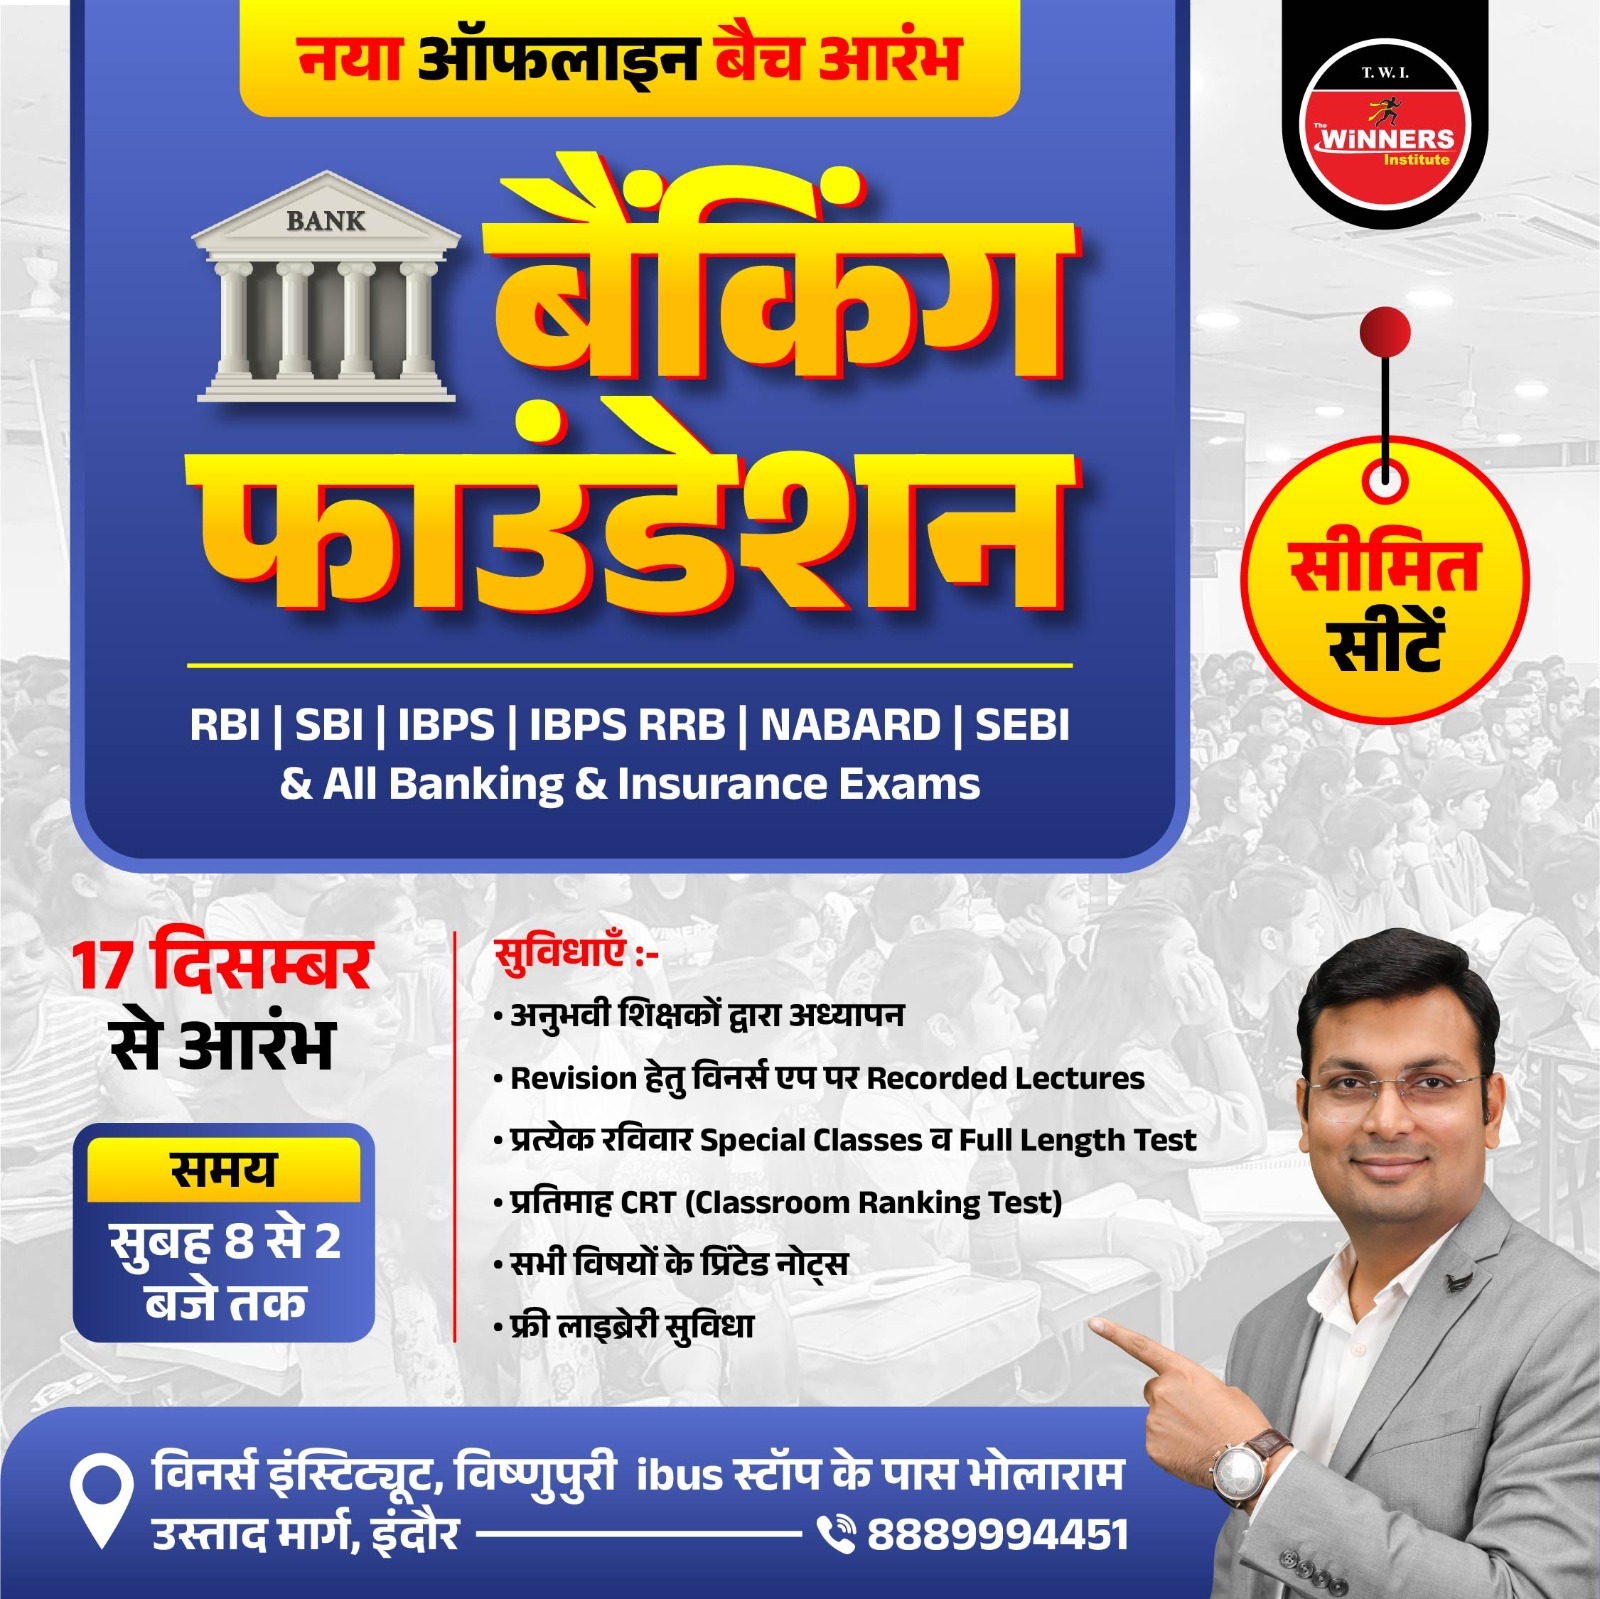 नया ऑफलाइन बैच आरंभ
T. W. I.
The
WiNNERS
Institute
BANK
बैंकिंग
फाउंडेशन
RBI | SBI | IBPS | IBPS RRB | NABARD | SEBI
& All Banking & Insurance Exams
सीमित
सीटें
17 दिसम्बर
से आरंभ
समय
सुबह 8 से 2
बजे तक
सुविधाएँ :-
• अनुभवी शिक्षकों द्वारा अध्यापन
• Revision हेतु विनर्स एप पर Recorded Lectures
• प्रत्येक रविवार Special Classes व Full Length Test
• प्रतिमाह CRT (Classroom Ranking Test)
• सभी विषयों के प्रिंटेड नोट्स
• फ्री लाइब्रेरी सुविधा
विनर्स इंस्टिट्यूट, विष्णुपुरी ibus स्टॉप के पास भोलाराम
उस्ताद मार्ग, इंदौर 8889994451